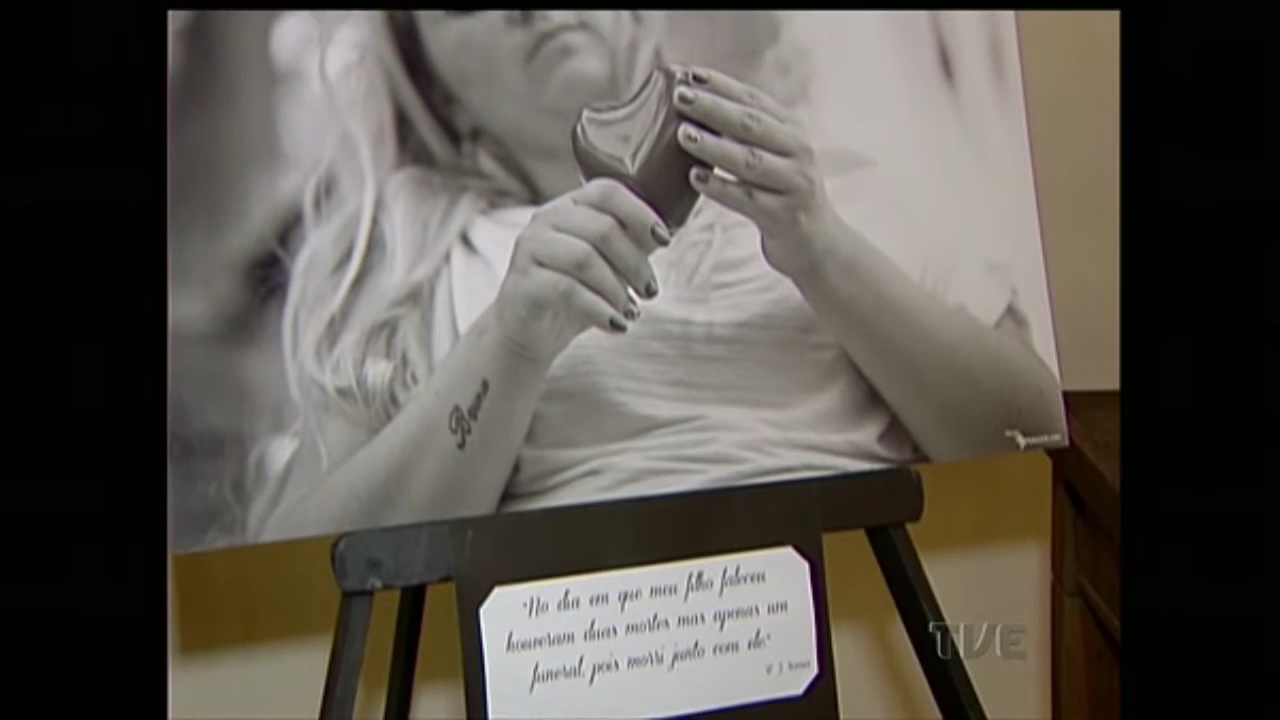 Bruno
"No dia em que meu filho faleceu
houveram duas mortes mas apenas um
funeral, pois morri junto com ele."
TVE